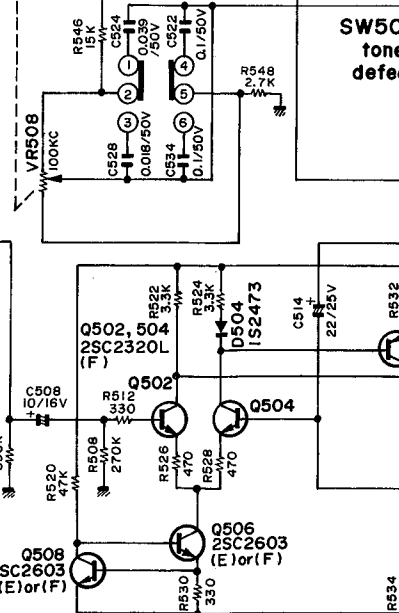 R546
15K
C524
0.039
/50V
C522
0.1/50V
SW50
tone
defe
1
4
2
5
3
6
R548
2.7K
VR508
100KC
C528
0.018/50V
C534
0.1/50V
R522
3.3K
R524
3.3K
D504
1S2473
C514
+
22/25V
R532
Q502, 504
2SC2320L
(F)
Q502
Q504
C508
+
10/16V
R512
330
R508
270K
R526
470
R528
470
R520
47K
Q506
2SC2603
(E)or(F)
Q508
SC2603
(E)or(F)
R530
330
R534